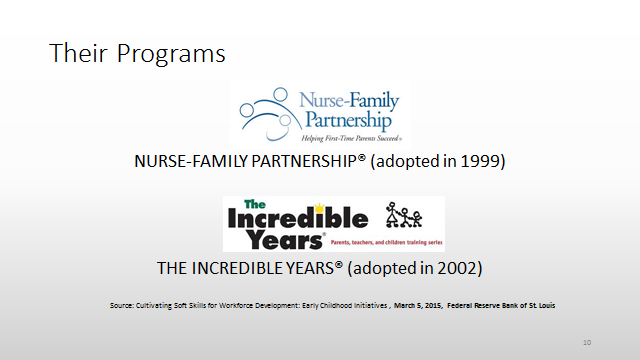 Their Programs
Nurse-Family
Partnership
Helping First-Time Parents Succeed®
NURSE-FAMILY PARTNERSHIP® (adopted in 1999)
The
Incredible
Years®
Parents, teachers, and children training series
THE INCREDIBLE YEARS® (adopted in 2002)
Source: Cultivating Soft Skills for Workforce Development: Early Childhood Initiatives , March 5, 2015, Federal Reserve Bank of St. Louis
10